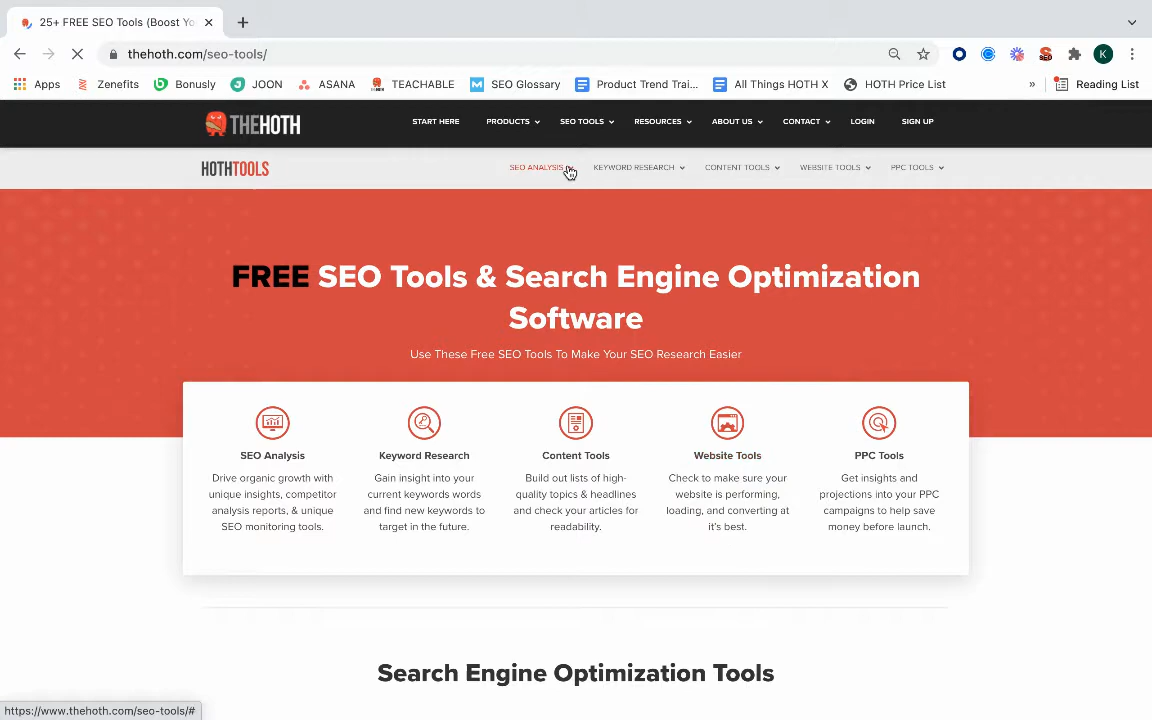 25+ FREE SEO Tools (Boost Yo
thehoth.com/seo-tools/
K
Apps Zenefits Bonusly JOON ASANA TEACHABLE SEO Glossary Product Trend Trai... All Things HOTH X HOTH Price List » Reading List
THEHOTH START HERE PRODUCTS SEO TOOLS RESOURCES ABOUT US CONTACT LOGIN SIGN UP
HOTHTOOLS SEO ANALYSIS KEYWORD RESEARCH CONTENT TOOLS WEBSITE TOOLS PPC TOOLS
FREE SEO Tools & Search Engine Optimization
Software
Use These Free SEO Tools To Make Your SEO Research Easier
SEO Analysis
Drive organic growth with
unique insights, competitor
analysis reports, & unique
SEO monitoring tools.
Keyword Research
Gain insight into your
current keywords words
and find new keywords to
target in the future.
Content Tools
Build out lists of high-
quality topics & headlines
and check your articles for
readability.
Website Tools
Check to make sure your
website is performing,
loading, and converting at
it's best.
PPC Tools
Get insights and
projections into your PPC
campaigns to help save
money before launch.
Search Engine Optimization Tools
https://www.thehoth.com/seo-tools/#